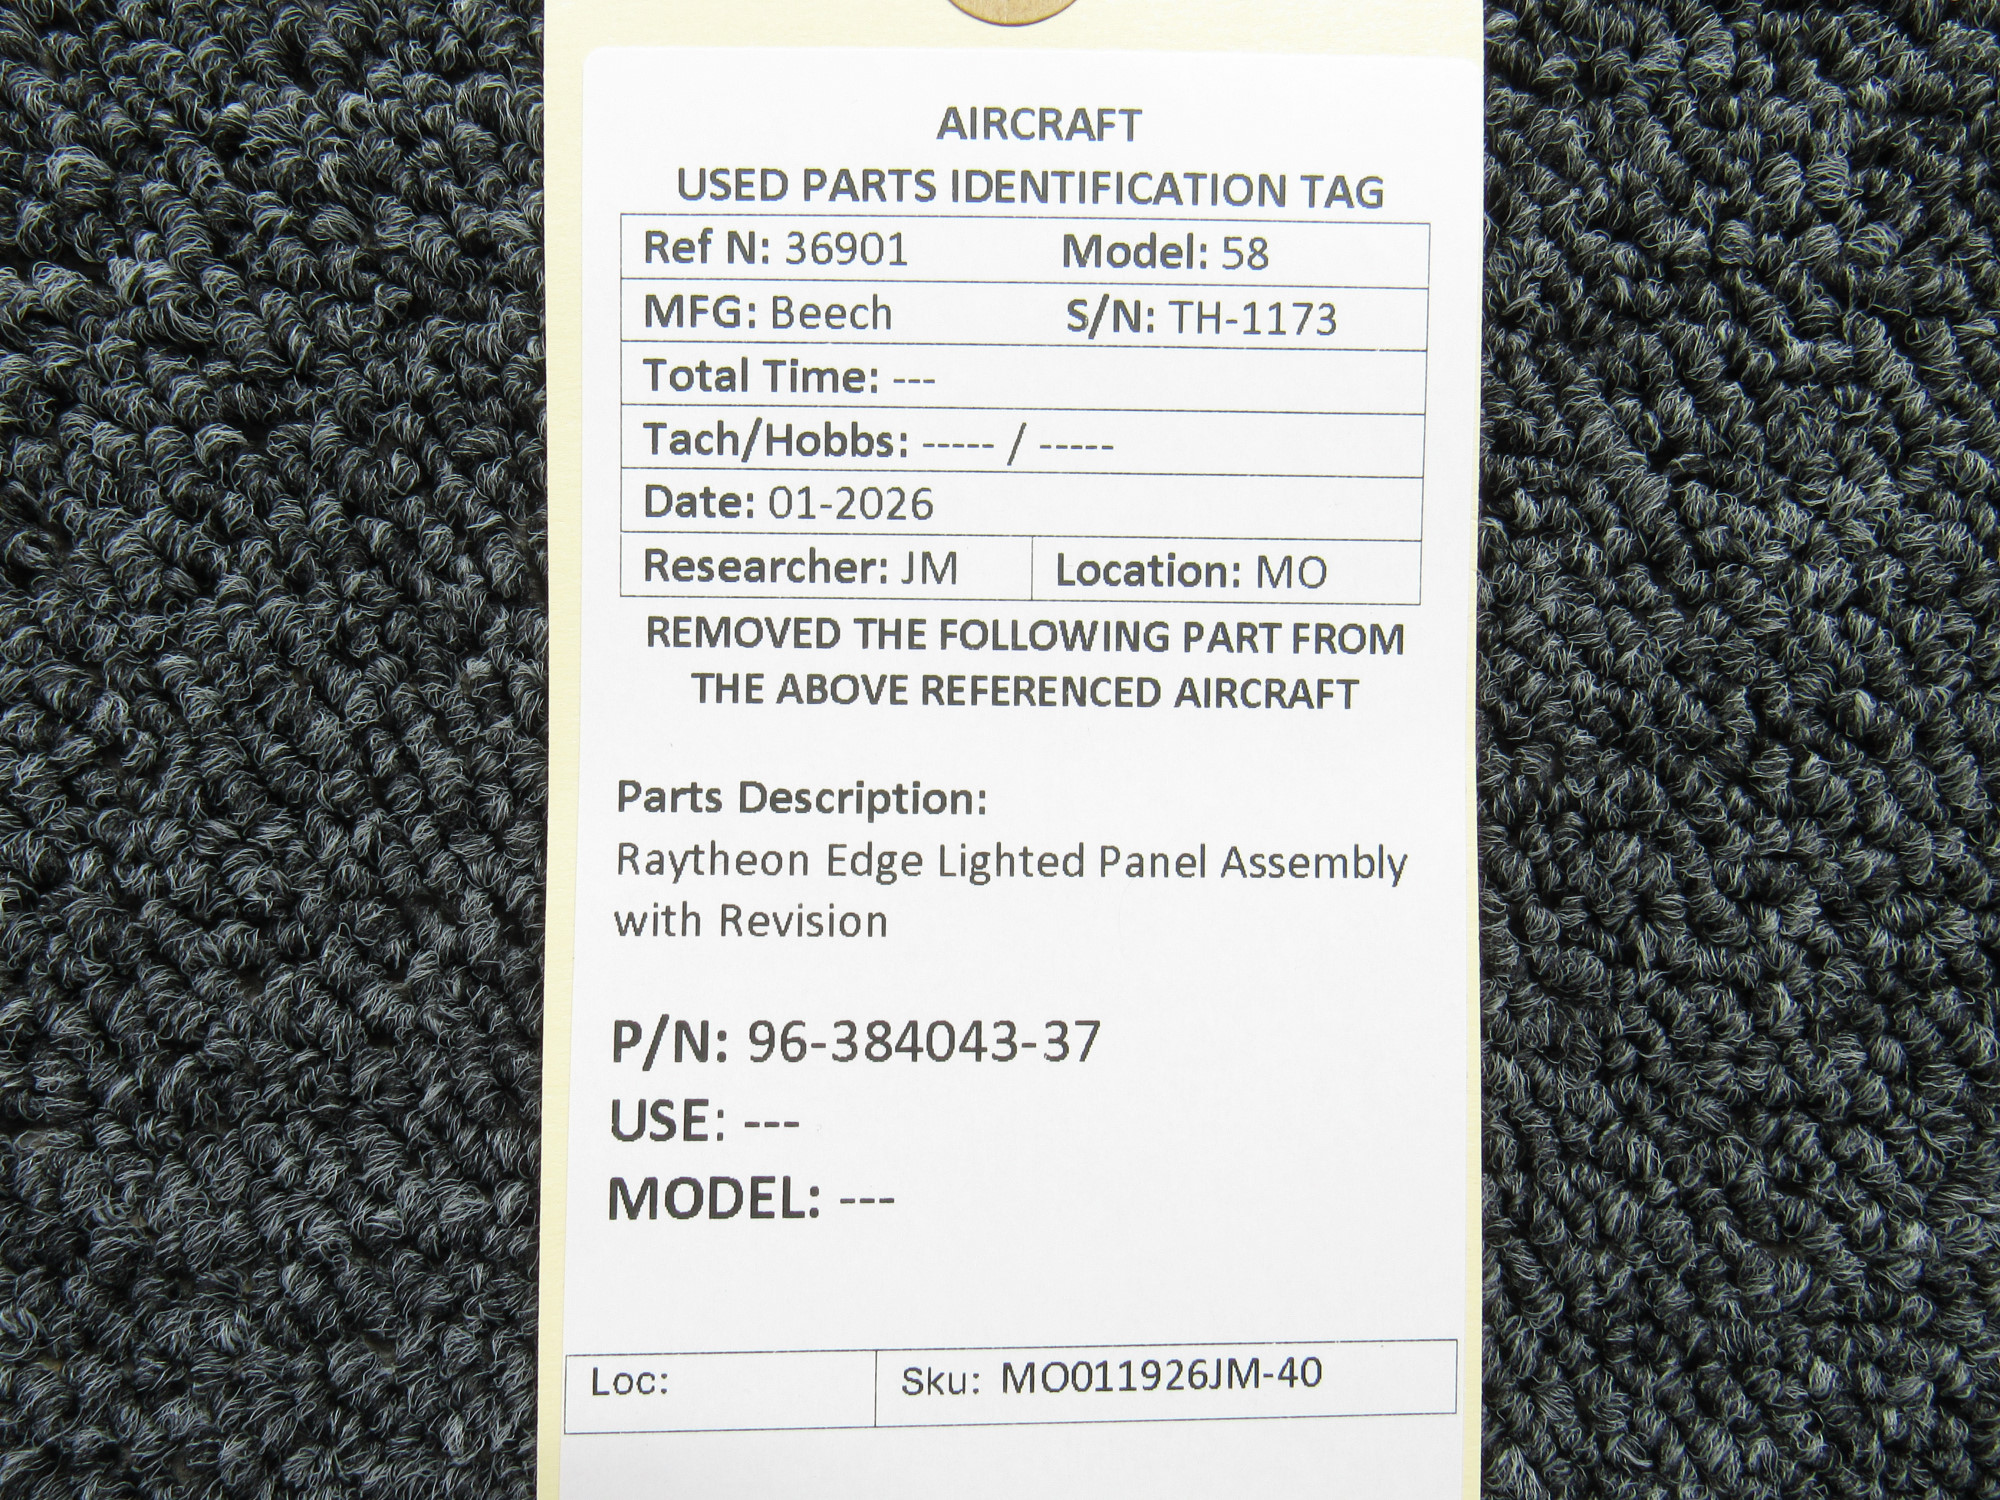 AIRCRAFT
USED PARTS IDENTIFICATION TAG
Ref N: 36901 Model: 58
MFG: Beech S/N: TH-1173
Total Time: ---
Tach/Hobbs: ----- / -----
Date: 01-2026
Researcher: JM Location: MO
REMOVED THE FOLLOWING PART FROM
THE ABOVE REFERENCED AIRCRAFT
Parts Description:
Raytheon Edge Lighted Panel Assembly
with Revision
P/N: 96-384043-37
USE: ---
MODEL: ---
Loc: Sku: MO011926JM-40